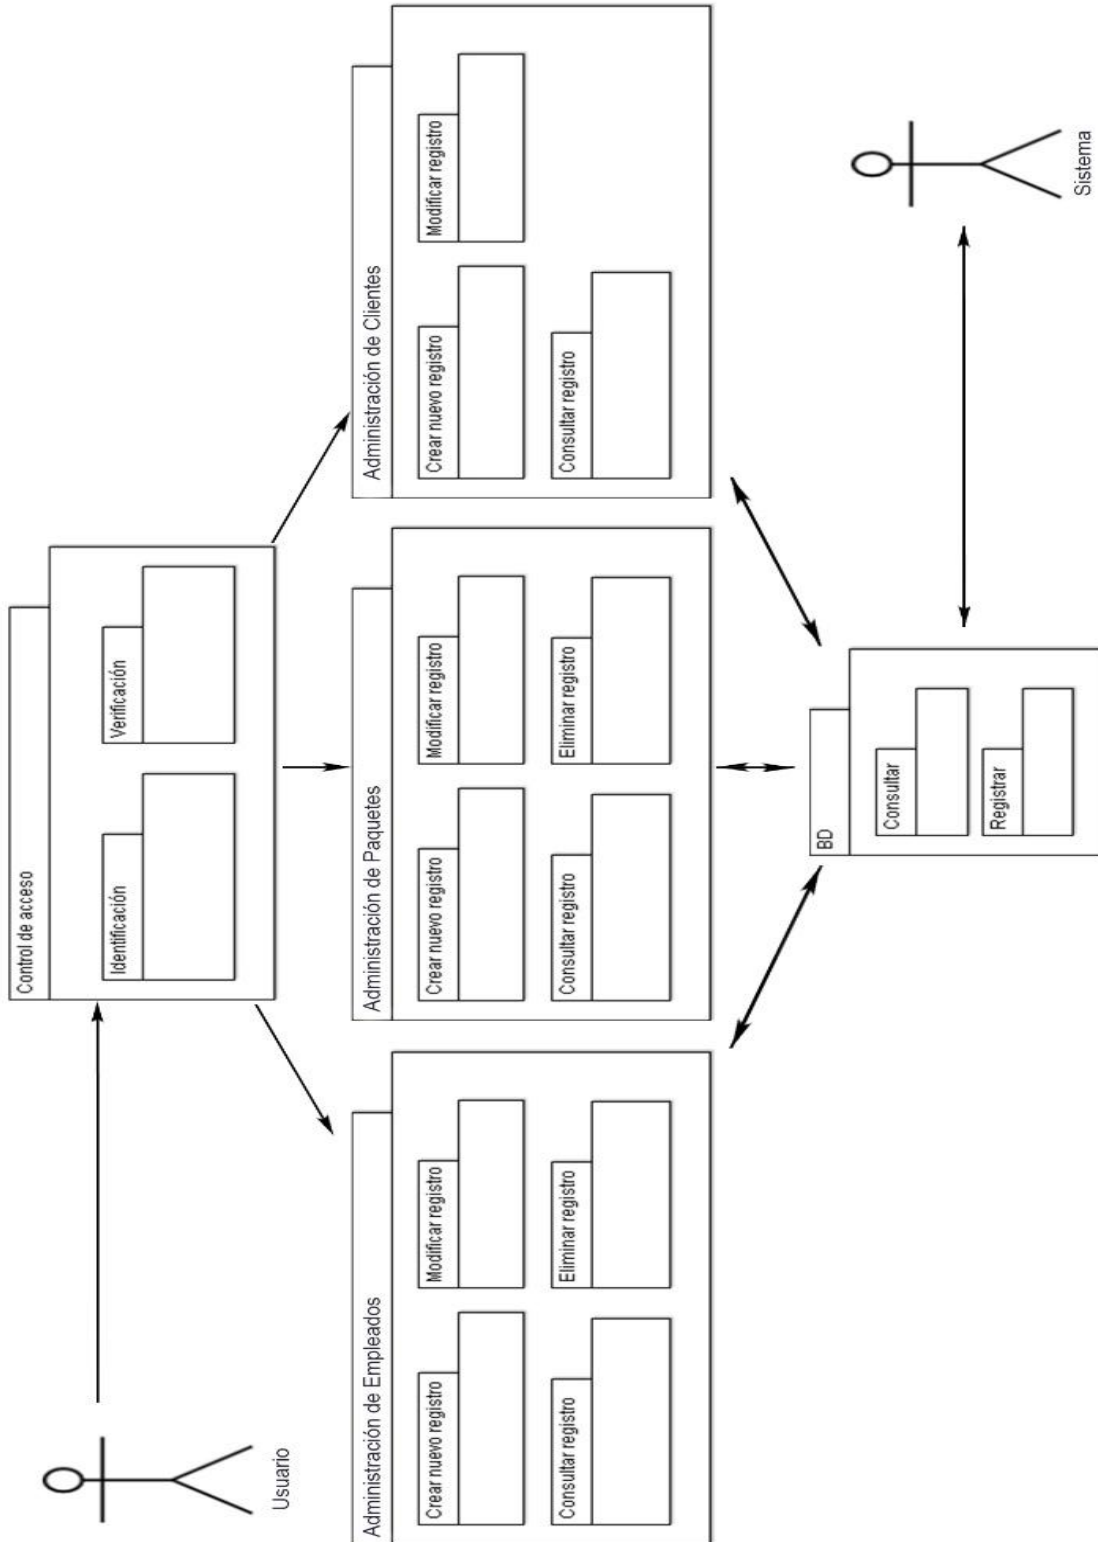 Control de acceso
Identificación
Verificación
Usuario
Administración de Empleados
Crear nuevo registro
Modificar registro
Consultar registro
Eliminar registro
Administración de Paquetes
Crear nuevo registro
Modificar registro
Consultar registro
Eliminar registro
Administración de Clientes
Crear nuevo registro
Modificar registro
Consultar registro
BD
Consultar
Registrar
Sistema